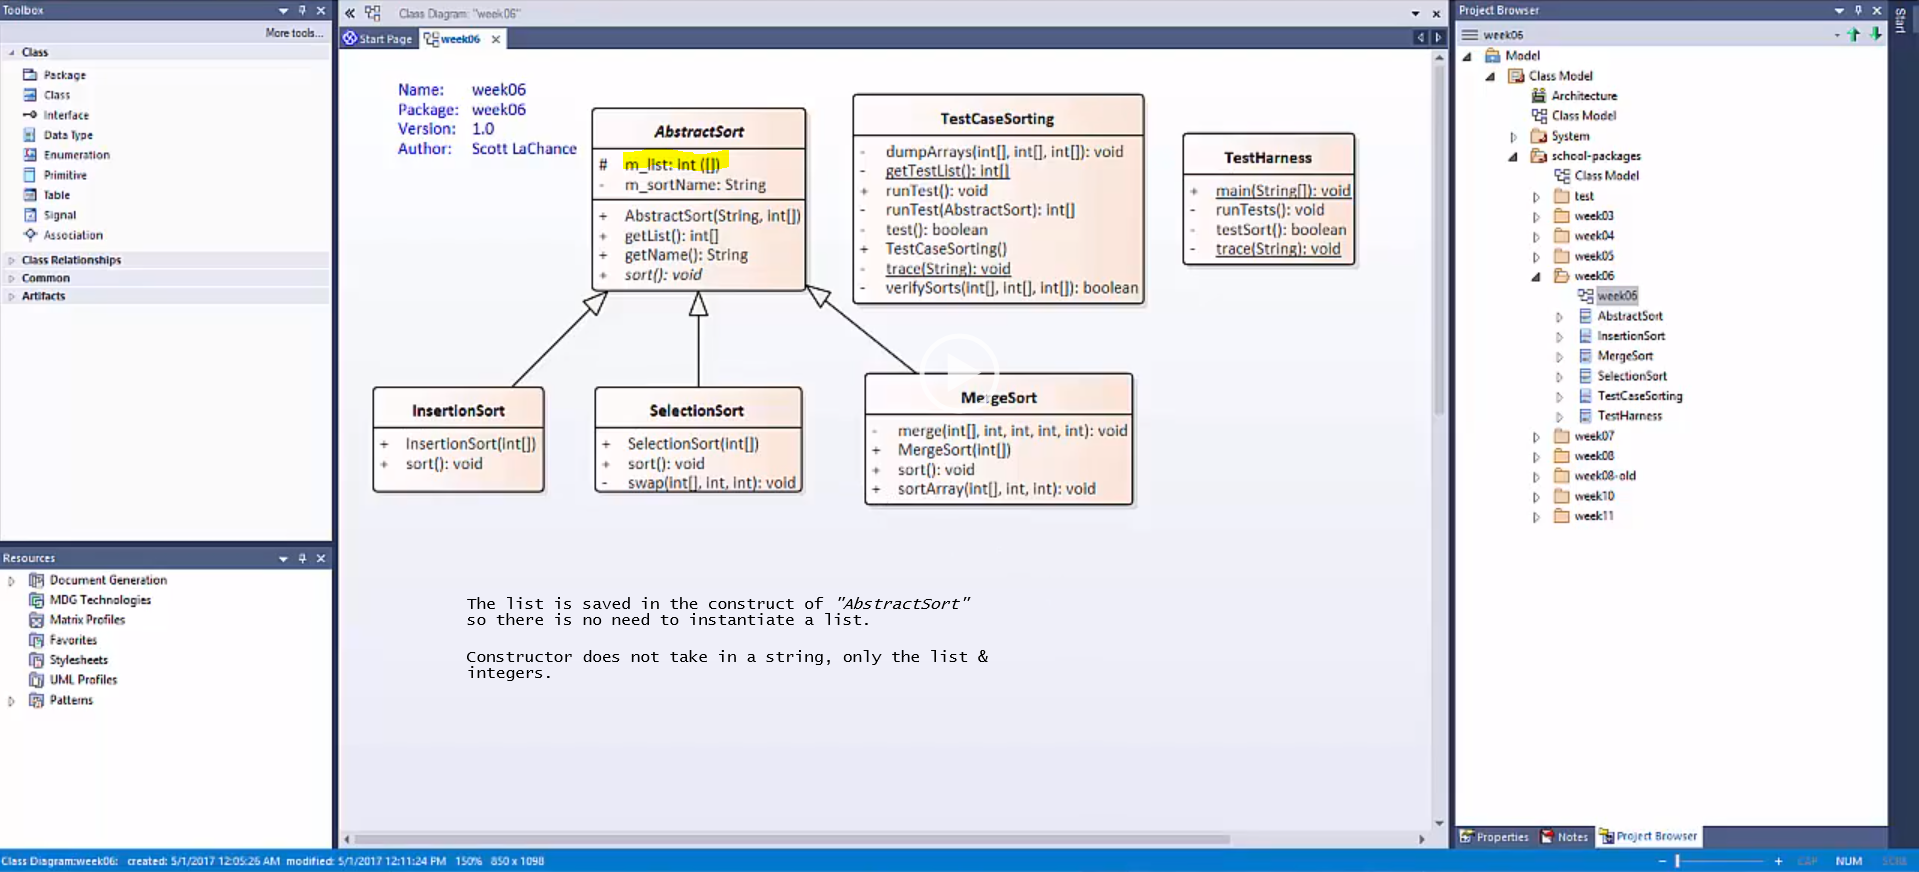 Toolbox
More tools...
Class
Package
Class
Interface
Data Type
Enumeration
Primitive
Table
Signal
Association
Class Relationships
Common
Artifacts
Resources
Document Generation
MDG Technologies
Matrix Profiles
Favorites
Stylesheets
UML Profiles
Patterns
Class Diagram: "week06"
Start Page
week06
Name: week06
Package: week06
Version: 1.0
Author: Scott LaChance
AbstractSort
# m_list: int ([])
- m_sortName: String
+ AbstractSort(String, int[])
+ getList(): int[]
+ getName(): String
+ sort(): void
TestCaseSorting
- dumpArrays(int[], int[], int[]): void
- getTestList(): int[]
+ runTest(): void
- runTest(AbstractSort): int[]
- test(): boolean
+ TestCaseSorting()
- trace(String): void
- verifySorts(int[], int[], int[]): boolean
TestHarness
+ main(String[]): void
- runTests(): void
- testSort(): boolean
- trace(String): void
InsertionSort
+ InsertionSort(int[])
+ sort(): void
SelectionSort
+ SelectionSort(int[])
+ sort(): void
- swap(int[], int, int): void
MergeSort
- merge(int[], int, int, int, int): void
+ MergeSort(int[])
+ sort(): void
+ sortArray(int[], int, int): void
The list is saved in the construct of "AbstractSort"
so there is no need to instantiate a list.
Constructor does not take in a string, only the list &
integers.
Project Browser
week06
Model
Class Model
Architecture
Class Model
System
school-packages
Class Model
test
week03
week04
week05
week06
week06
AbstractSort
InsertionSort
MergeSort
SelectionSort
TestCaseSorting
TestHarness
week07
week08
week08-old
week10
week11
Properties
Notes
Project Browser
Start
Class Diagram:week06: created: 5/1/2017 12:05:26 AM modified: 5/1/2017 12:11:24 PM 150% 850 x 1098
CAP
NUM